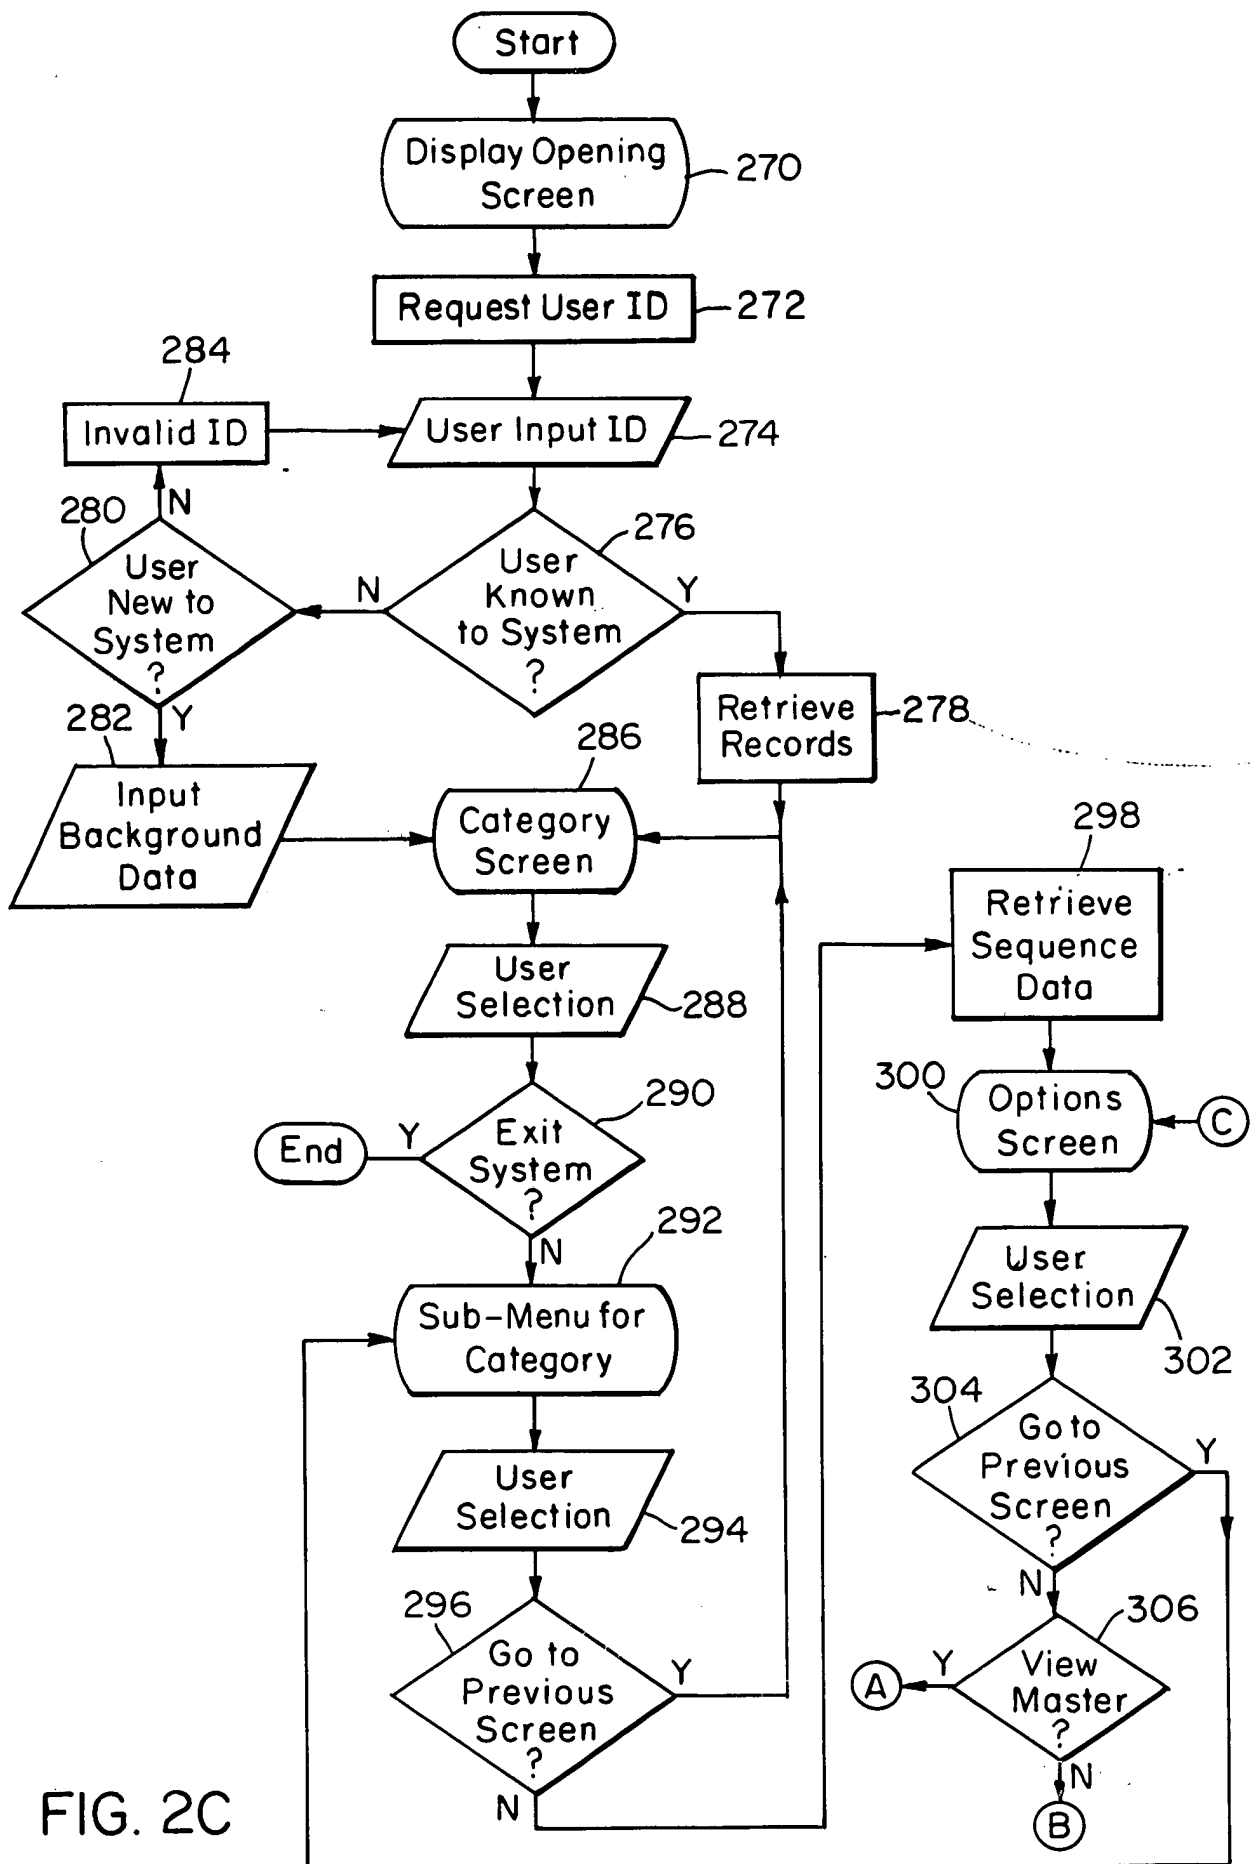 Start
Display Opening
Screen
270
Request User ID
272
284
Invalid ID
User Input ID
274
280
N
276
User
New to
System
?
N
User
Known
to System
?
Y
282
Y
Retrieve
Records
278
Input
Background
Data
286
Category
Screen
298
Retrieve
Sequence
Data
User
Selection
288
300
Options
Screen
C
290
Exit
System
?
Y
End
N
292
Sub-Menu for
Category
User
Selection
302
304
Go to
Previous
Screen
?
Y
N
User
Selection
294
296
Go to
Previous
Screen
?
Y
N
306
View
Master
?
Y
A
N
B
FIG. 2C